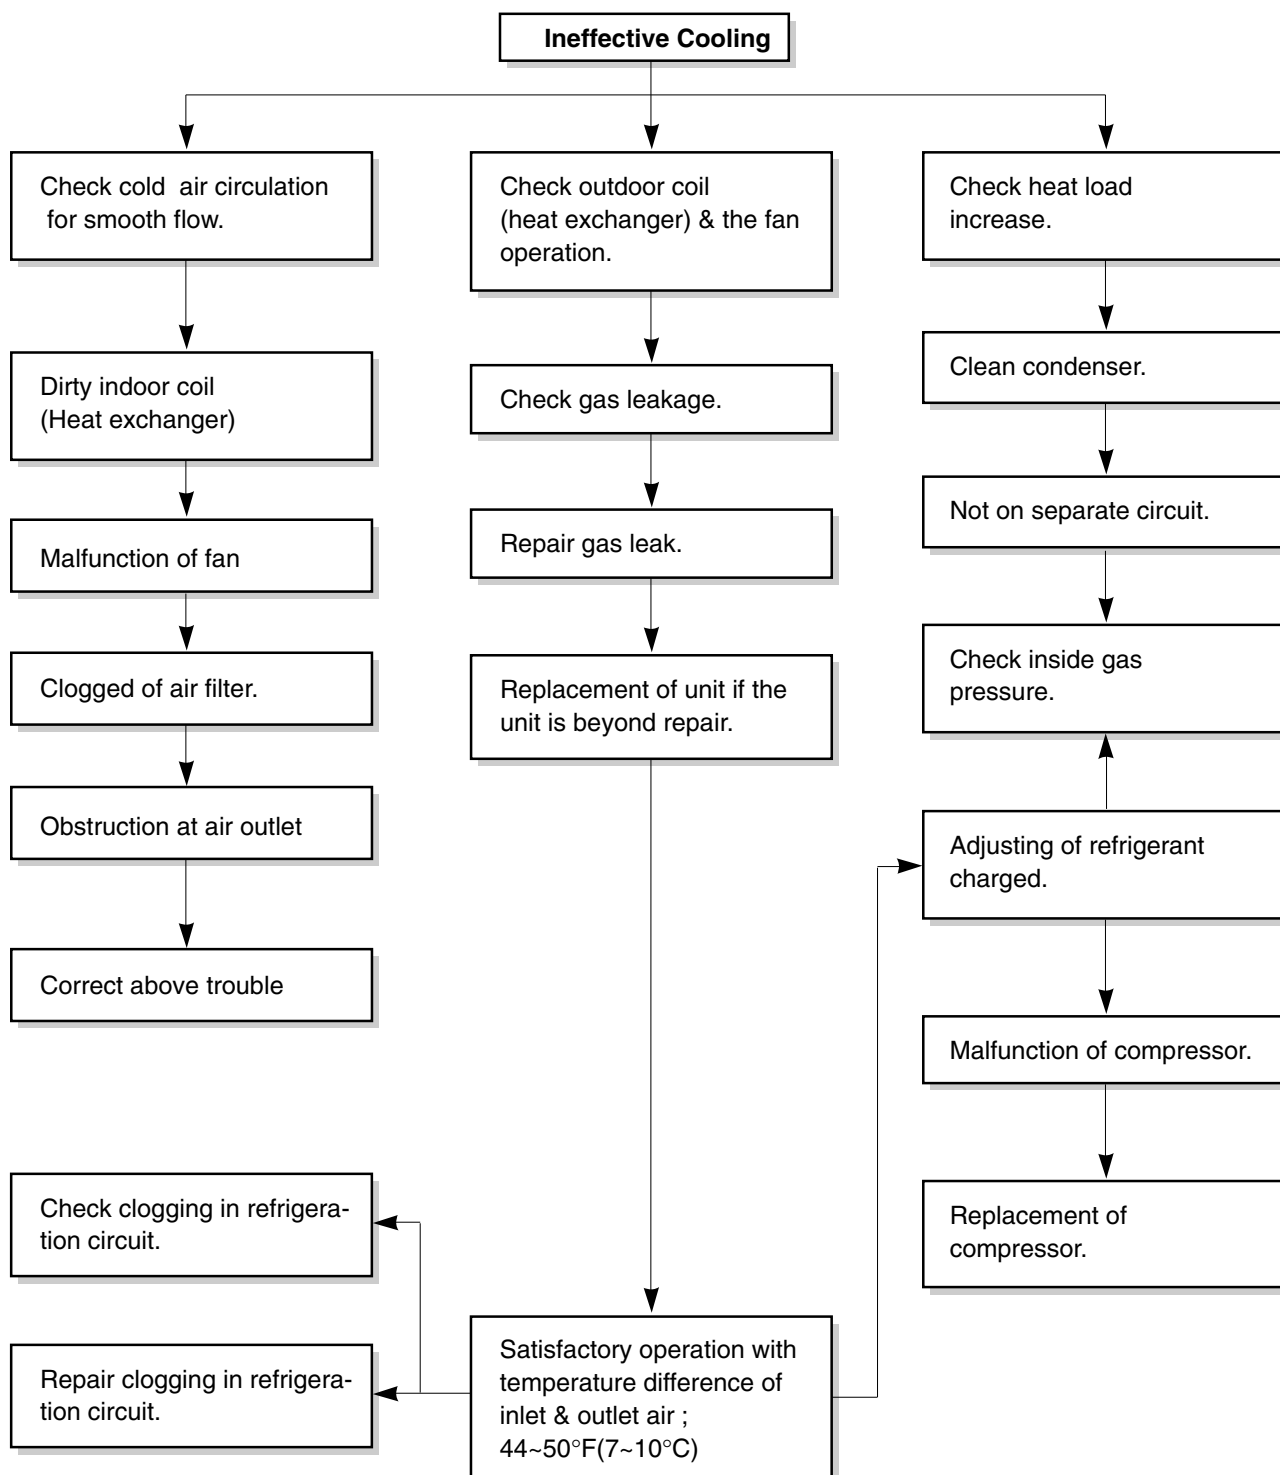 Ineffective Cooling
Check cold air circulation
for smooth flow.
Dirty indoor coil
(Heat exchanger)
Malfunction of fan
Clogged of air filter.
Obstruction at air outlet
Correct above trouble
Check outdoor coil
(heat exchanger) & the fan
operation.
Check gas leakage.
Repair gas leak.
Replacement of unit if the
unit is beyond repair.
Satisfactory operation with
temperature difference of
inlet & outlet air ;
44~50°F(7~10°C)
Check clogging in refrigera-
tion circuit.
Repair clogging in refrigera-
tion circuit.
Check heat load
increase.
Clean condenser.
Not on separate circuit.
Check inside gas
pressure.
Adjusting of refrigerant
charged.
Malfunction of compressor.
Replacement of
compressor.